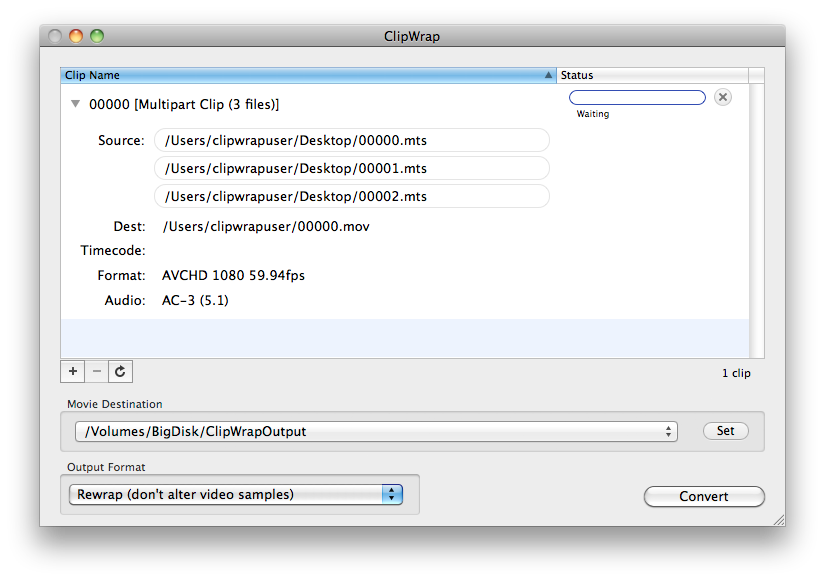 ClipWrap
Clip Name Status
00000 [Multipart Clip (3 files)]
Waiting
Source: /Users/clipwrapuser/Desktop/00000.mts
/Users/clipwrapuser/Desktop/00001.mts
/Users/clipwrapuser/Desktop/00002.mts
Dest: /Users/clipwrapuser/00000.mov
Timecode:
Format: AVCHD 1080 59.94fps
Audio: AC-3 (5.1)
1 clip
Movie Destination
/Volumes/BigDisk/ClipWrapOutput Set
Output Format
Rewrap (don't alter video samples) Convert